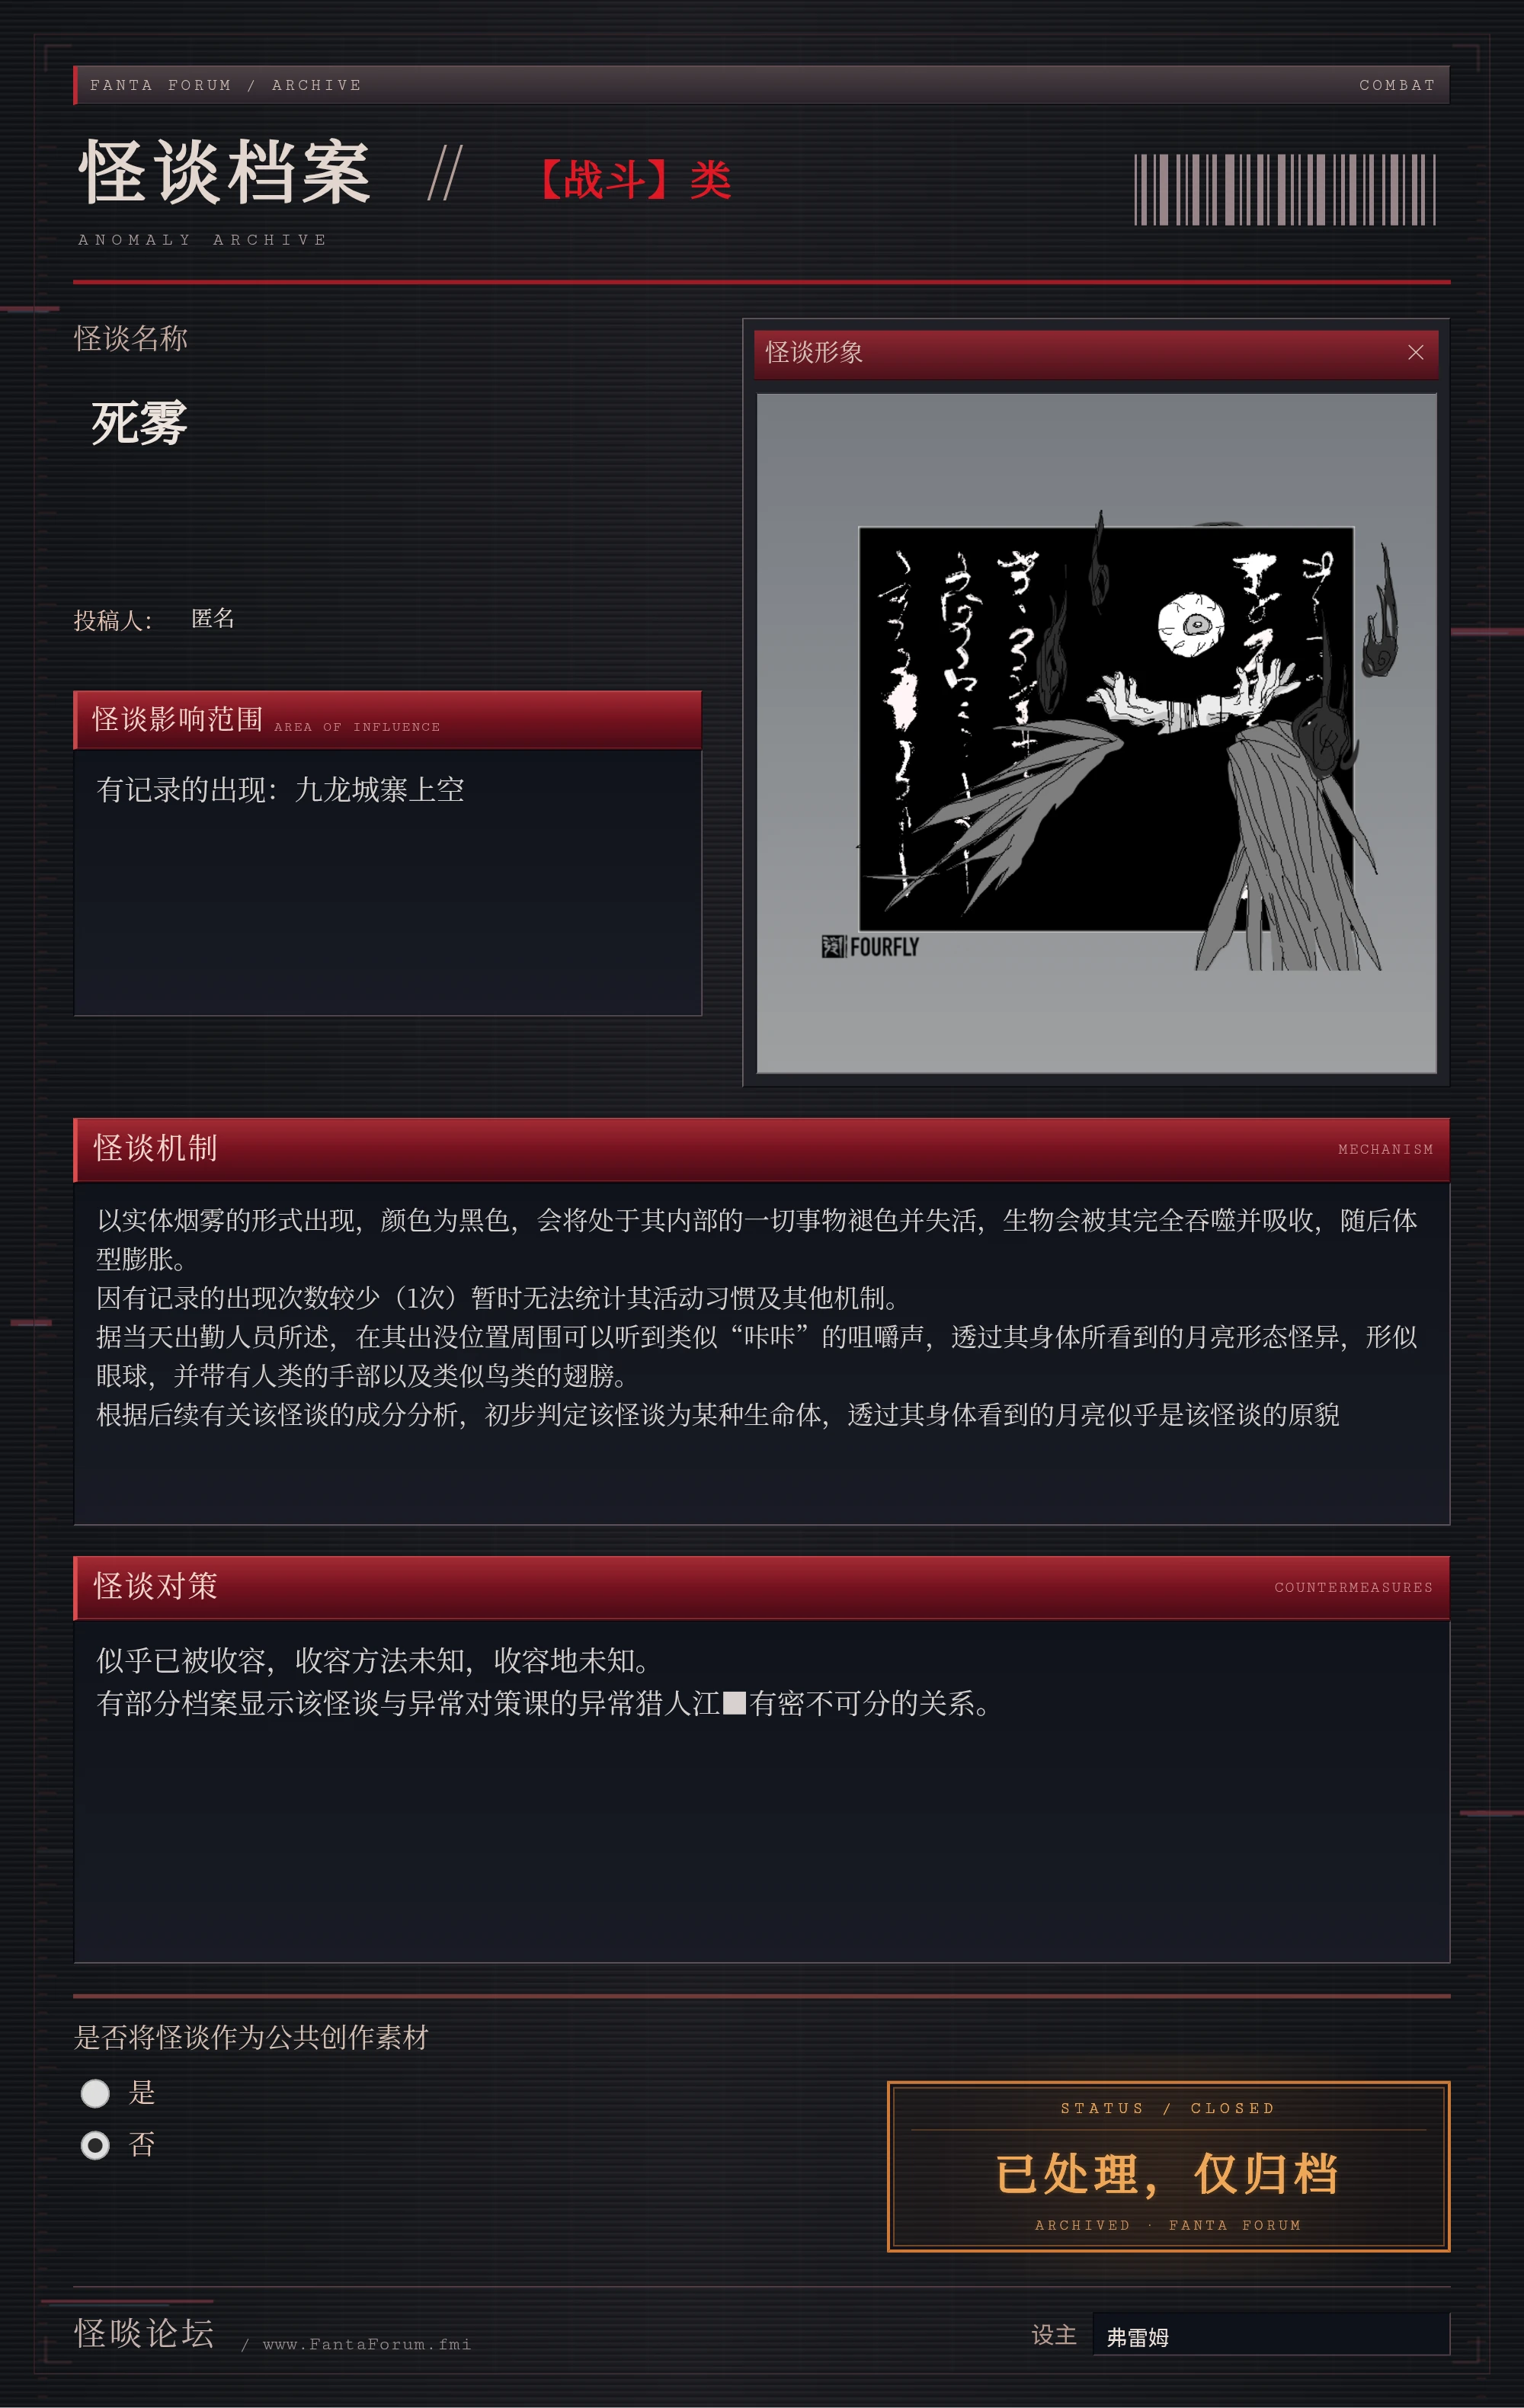 FANTA FORUM / ARCHIVE
COMBAT
怪谈档案 // 【战斗】类
ANOMALY ARCHIVE
怪谈名称
死雾
投稿人： 匿名
怪谈形象
FOURFLY
怪谈影响范围 AREA OF INFLUENCE
有记录的出现：九龙城寨上空
怪谈机制
MECHANISM
以实体烟雾的形式出现，颜色为黑色，会将处于其内部的一切事物褪色并失活，生物会被其完全吞噬并吸收，随后体
型膨胀。
因有记录的出现次数较少（1次）暂时无法统计其活动习惯及其他机制。
据当天出勤人员所述，在其出没位置周围可以听到类似“咔咔”的咀嚼声，透过其身体所看到的月亮形态怪异，形似
眼球，并带有人类的手部以及类似鸟类的翅膀。
根据后续有关该怪谈的成分分析，初步判定该怪谈为某种生命体，透过其身体看到的月亮似乎是该怪谈的原貌
怪谈对策
COUNTERMEASURES
似乎已被收容，收容方法未知，收容地未知。
有部分档案显示该怪谈与异常对策课的异常猎人江■有密不可分的关系。
是否将怪谈作为公共创作素材
是
否
STATUS / CLOSED
已处理，仅归档
ARCHIVED · FANTA FORUM
怪啖论坛 / www.FantaForum.fmi
设主 弗雷姆